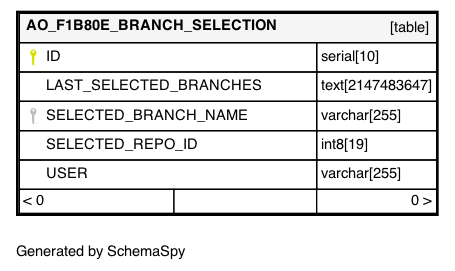 AO_F1B80E_BRANCH_SELECTION [table]
ID serial[10]
LAST_SELECTED_BRANCHES text[2147483647]
SELECTED_BRANCH_NAME varchar[255]
SELECTED_REPO_ID int8[19]
USER varchar[255]
< 0 0 >
Generated by SchemaSpy